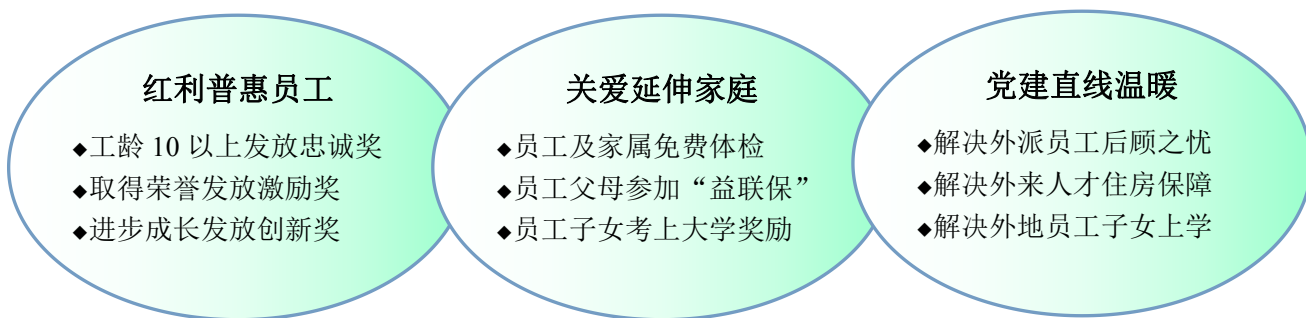 红利普惠员工
◆工龄 10 以上发放忠诚奖
◆取得荣誉发放激励奖
◆进步成长发放创新奖
关爱延伸家庭
◆员工及家属免费体检
◆员工父母参加“益联保”
◆员工子女考上大学奖励
党建直线温暖
◆解决外派员工后顾之忧
◆解决外来人才住房保障
◆解决外地员工子女上学